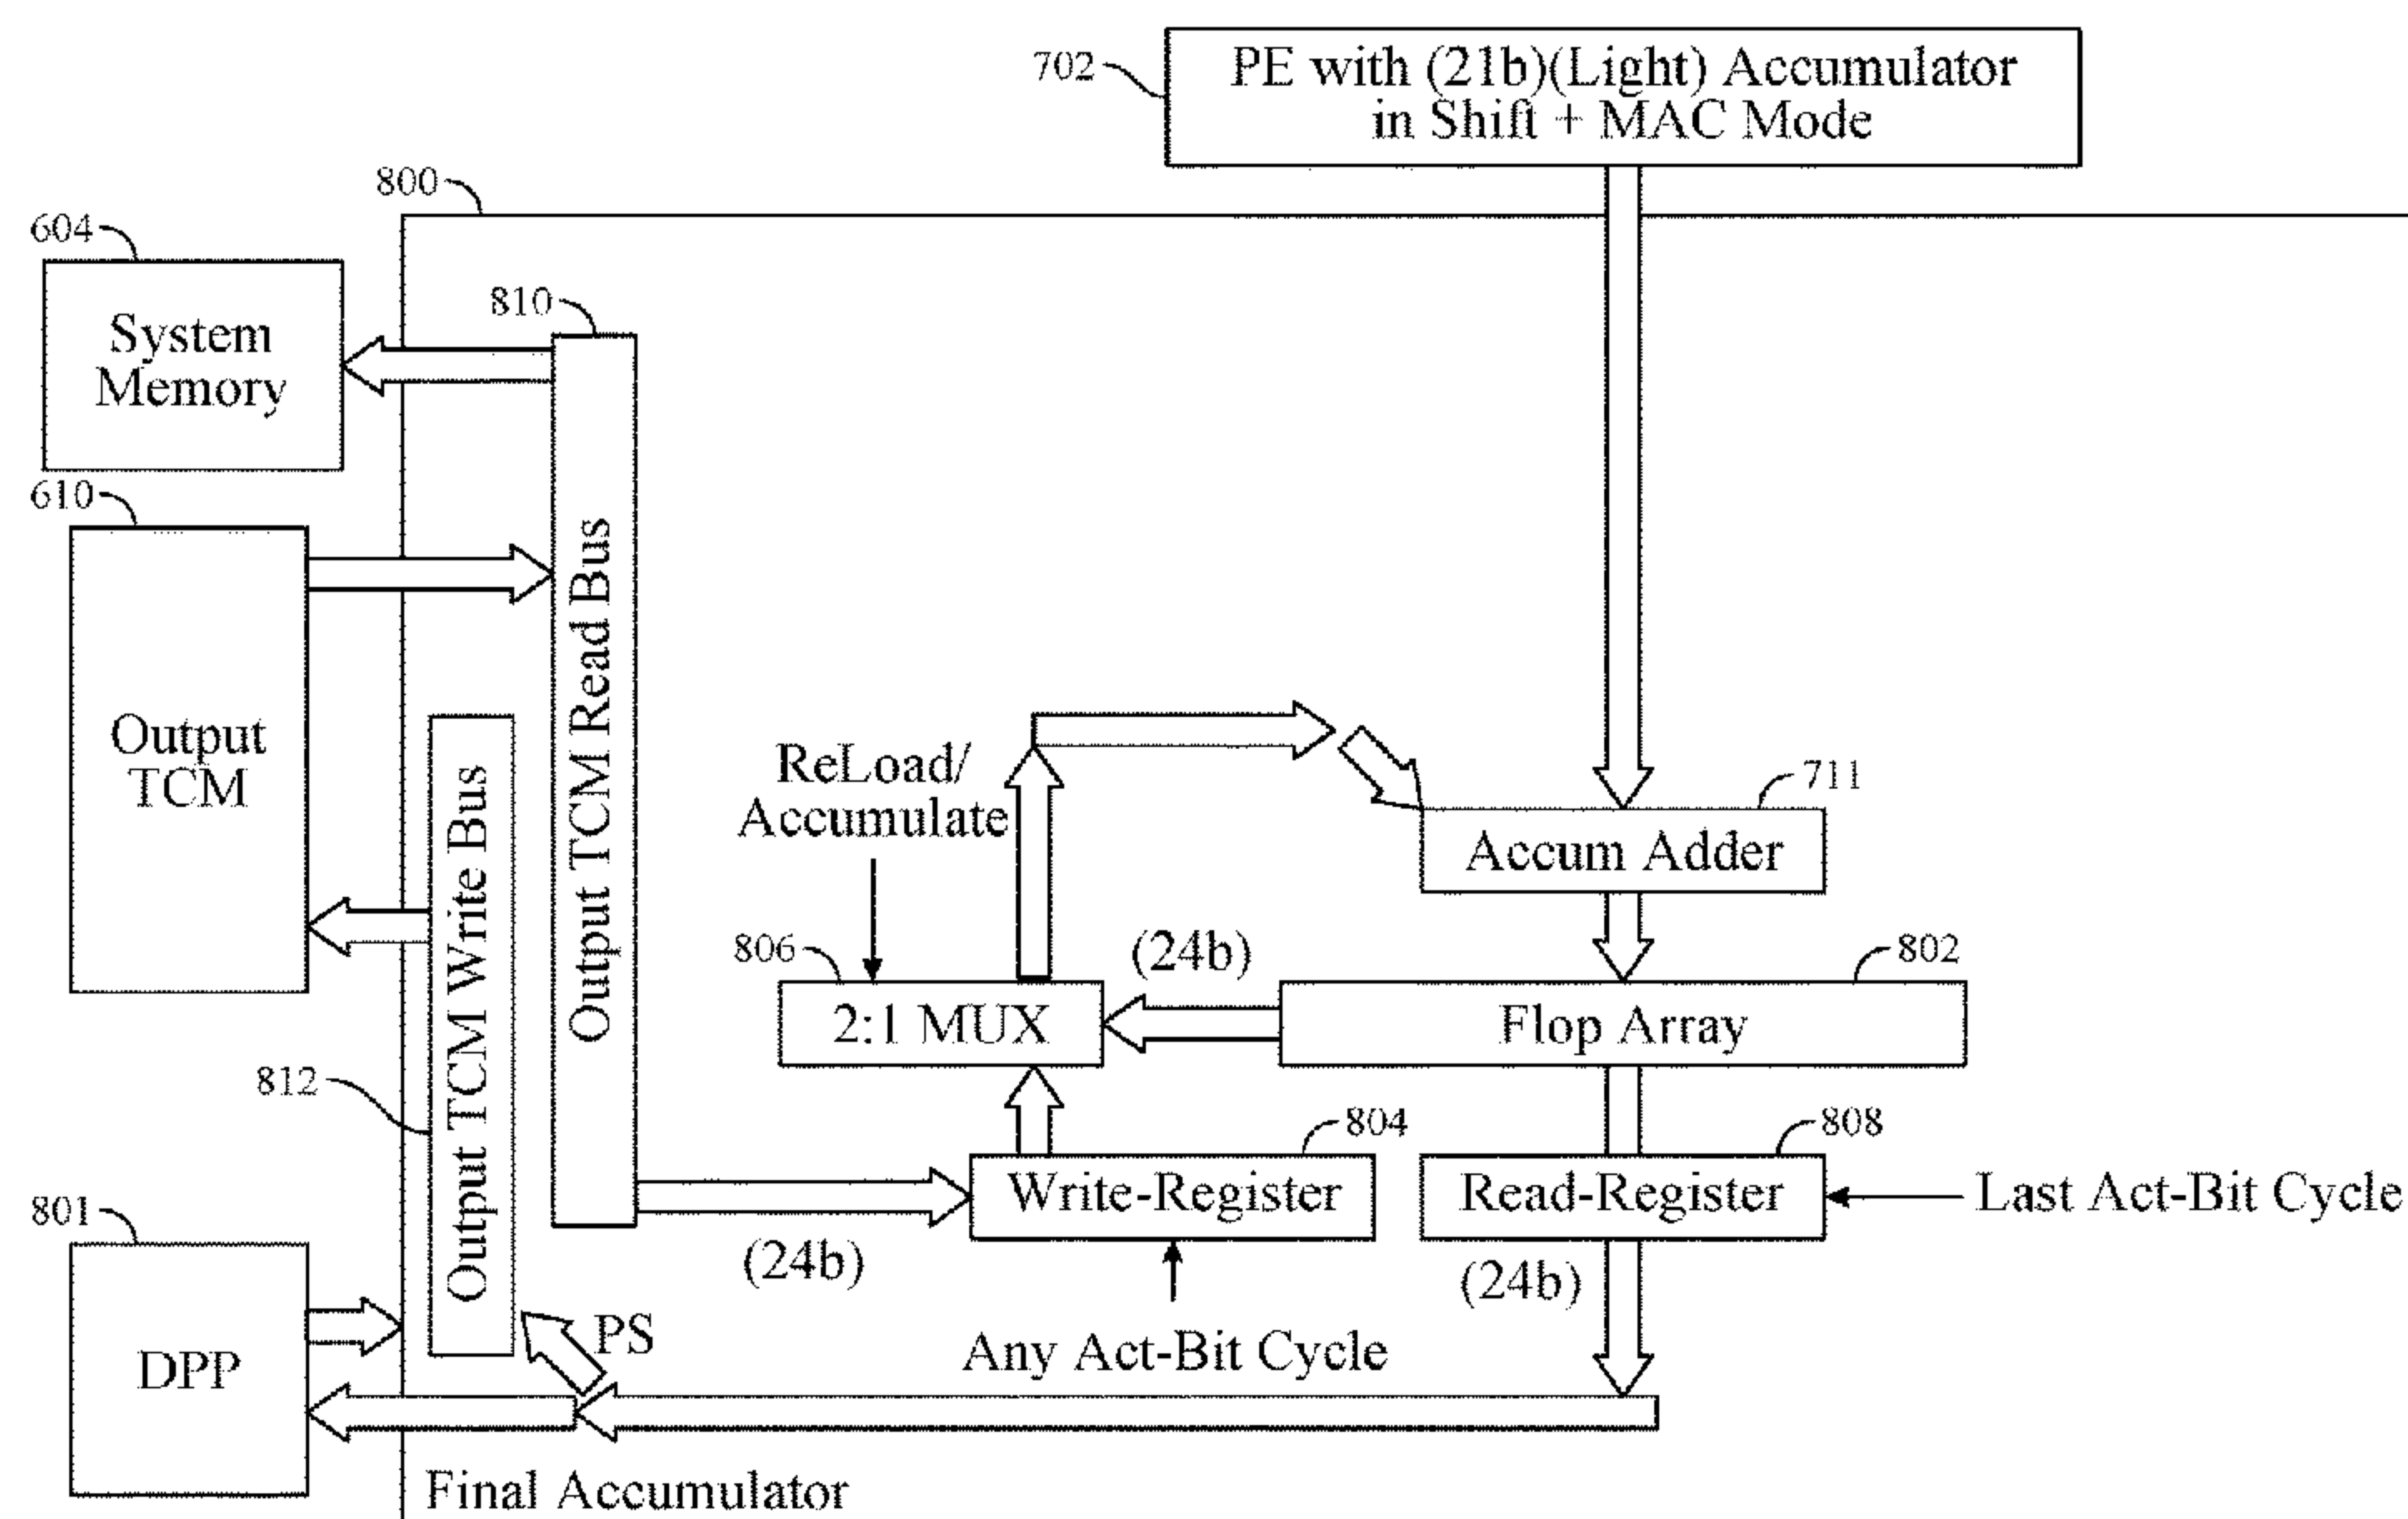 702
PE with (21b)(Light) Accumulator
in Shift + MAC Mode
800
604
System
Memory
810
610
Output
TCM
Output TCM Read Bus
Output TCM Write Bus
812
ReLoad/
Accumulate
711
Accum Adder
806
2:1 MUX
(24b)
802
Flop Array
804
Write-Register
808
Read-Register
Last Act-Bit Cycle
(24b)
(24b)
Any Act-Bit Cycle
801
DPP
PS
Final Accumulator